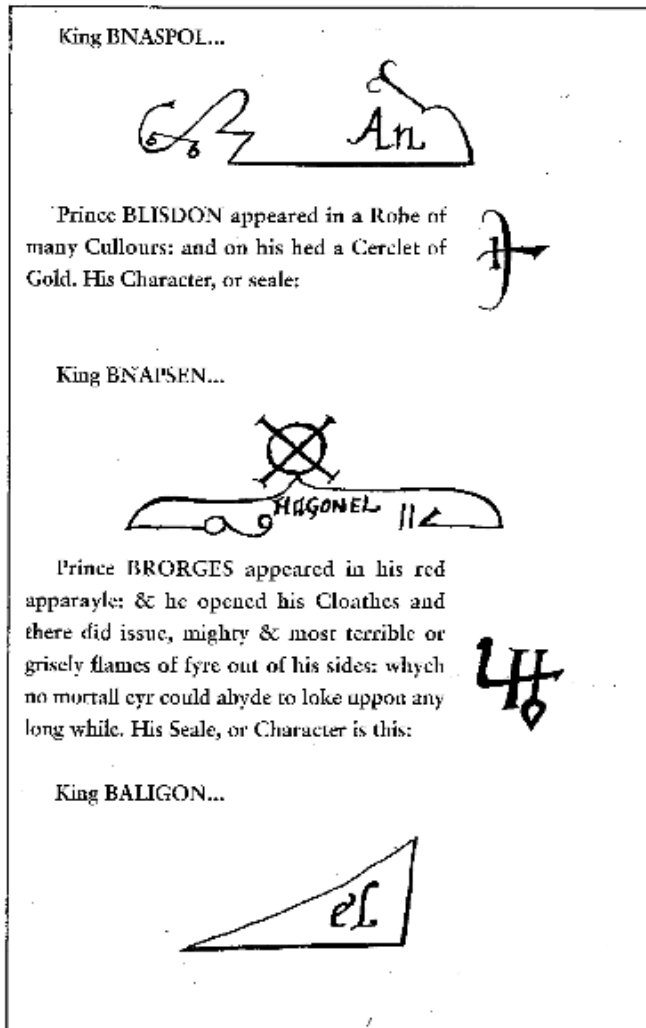 King BNASPOL...
6 6
An
Prince BLISDON appeared in a Robe of
many Cullours: and on his hed a Cerclet of
Gold. His Character, or seale:
King BNAPSEN...
HAGONEL
Prince BRORGES appeared in his red
apparayle: & he opened his Cloathes and
there did issue, mighty & most terrible or
grisely flames of fyre out of his sides: whych
no mortall eyr could abyde to loke uppon any
long while. His Seale, or Character is this:
King BALIGON...
eL